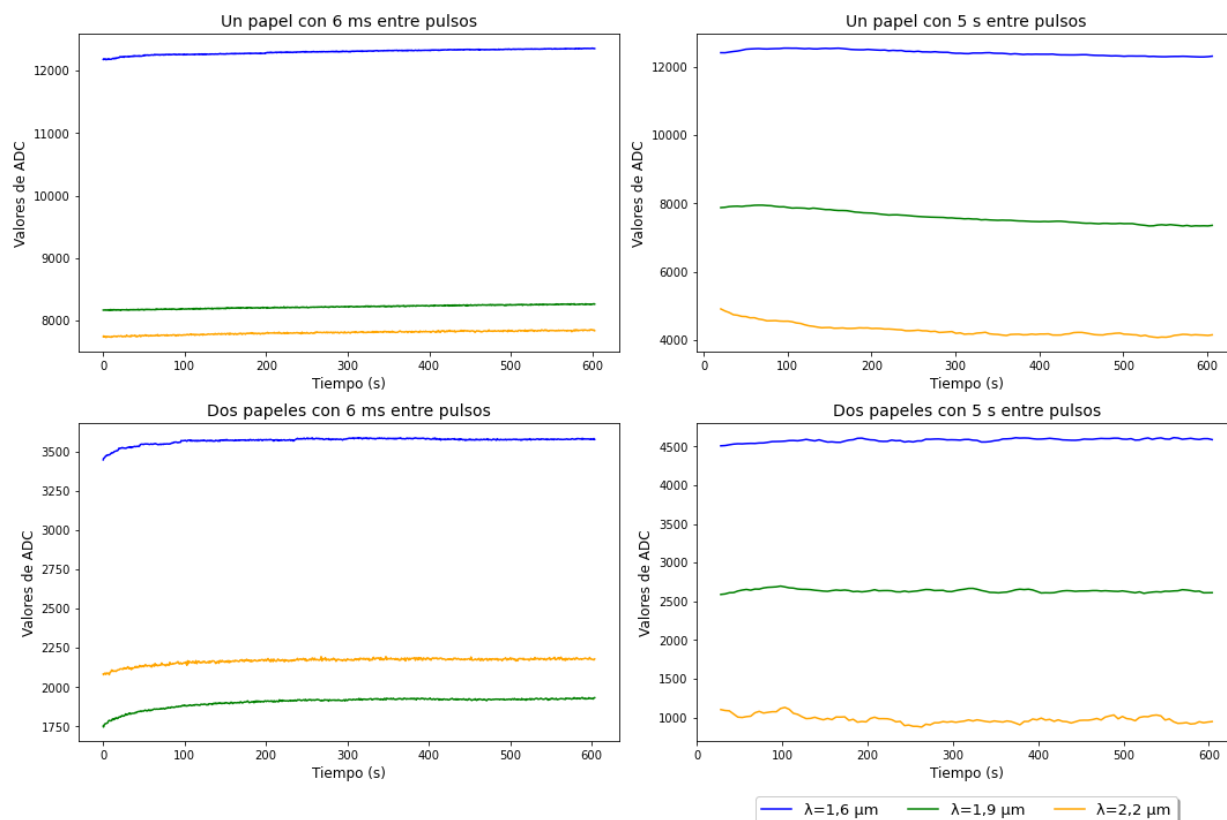 Un papel con 6 ms entre pulsos
12000
11000
10000
9000
8000
Valores de ADC
0 100 200 300 400 500 600
Tiempo (s)
Un papel con 5 s entre pulsos
12000
10000
8000
6000
4000
Valores de ADC
0 100 200 300 400 500 600
Tiempo (s)
Dos papeles con 6 ms entre pulsos
3500
3250
3000
2750
2500
2250
2000
1750
Valores de ADC
0 100 200 300 400 500 600
Tiempo (s)
Dos papeles con 5 s entre pulsos
4500
4000
3500
3000
2500
2000
1500
1000
Valores de ADC
0 100 200 300 400 500 600
Tiempo (s)
λ=1,6 µm λ=1,9 µm λ=2,2 µm